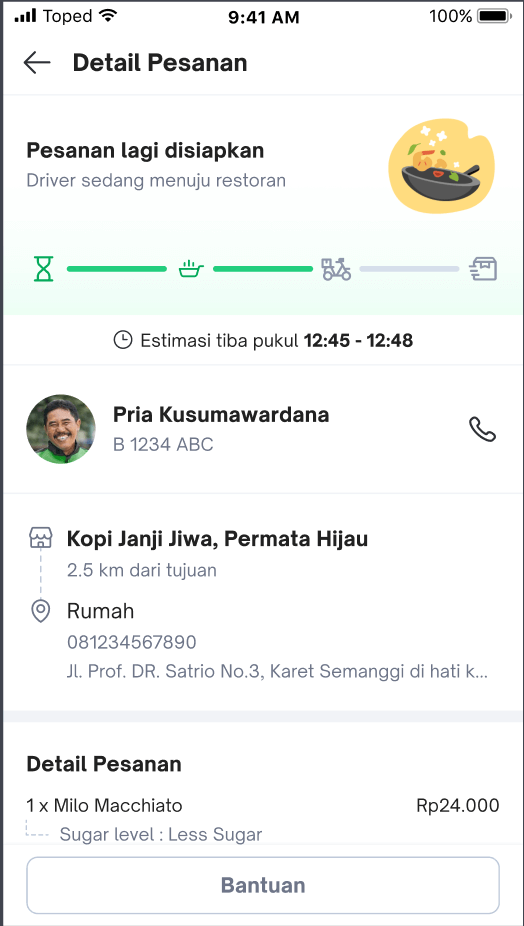 Toped 9:41 AM 100%
Detail Pesanan
Pesanan lagi disiapkan
Driver sedang menuju restoran
Estimasi tiba pukul 12:45 - 12:48
Pria Kusumawardana
B 1234 ABC
Kopi Janji Jiwa, Permata Hijau
2.5 km dari tujuan
Rumah
081234567890
Jl. Prof. DR. Satrio No.3, Karet Semanggi di hati k...
Detail Pesanan
1 x Milo Macchiato Rp24.000
Sugar level : Less Sugar
Bantuan